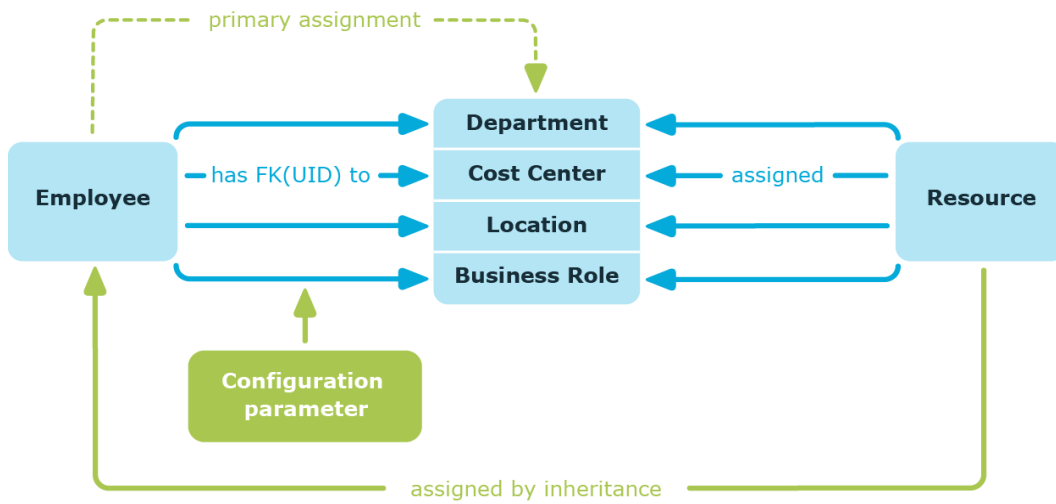 primary assignment
Department
has FK(UID) to
Cost Center
assigned
Employee
Resource
Location
Business Role
Configuration
parameter
assigned by inheritance